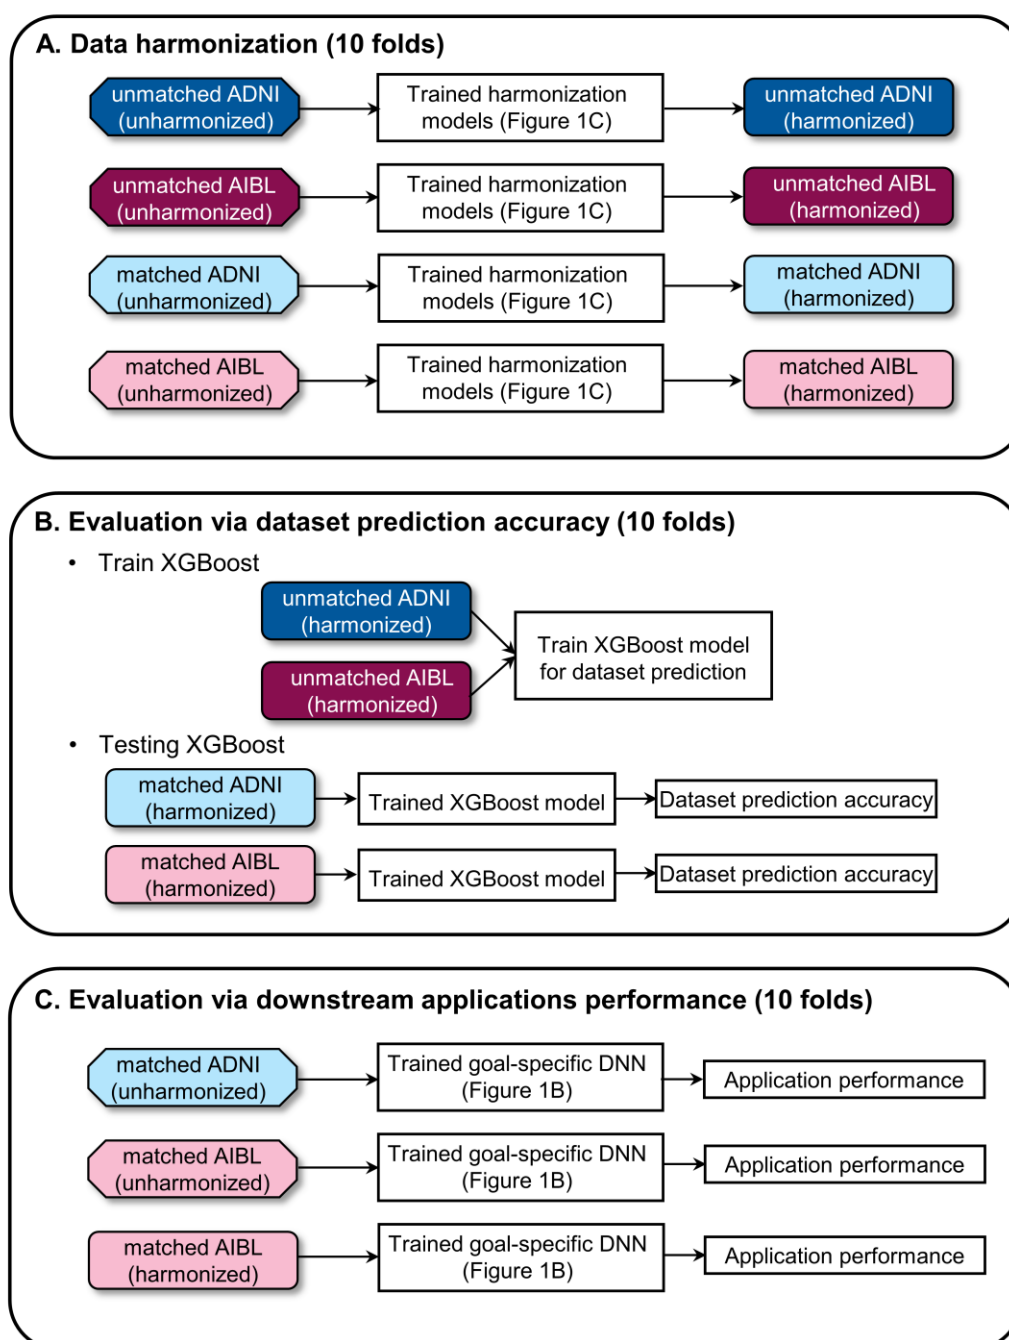 A. Data harmonization (10 folds)
unmatched ADNI
(unharmonized)
Trained harmonization
models (Figure 1C)
unmatched ADNI
(harmonized)
unmatched AIBL
(unharmonized)
Trained harmonization
models (Figure 1C)
unmatched AIBL
(harmonized)
matched ADNI
(unharmonized)
Trained harmonization
models (Figure 1C)
matched ADNI
(harmonized)
matched AIBL
(unharmonized)
Trained harmonization
models (Figure 1C)
matched AIBL
(harmonized)
B. Evaluation via dataset prediction accuracy (10 folds)
• Train XGBoost
unmatched ADNI
(harmonized)
unmatched AIBL
(harmonized)
Train XGBoost model
for dataset prediction
• Testing XGBoost
matched ADNI
(harmonized)
Trained XGBoost model
Dataset prediction accuracy
matched AIBL
(harmonized)
Trained XGBoost model
Dataset prediction accuracy
C. Evaluation via downstream applications performance (10 folds)
matched ADNI
(unharmonized)
Trained goal-specific DNN
(Figure 1B)
Application performance
matched AIBL
(unharmonized)
Trained goal-specific DNN
(Figure 1B)
Application performance
matched AIBL
(harmonized)
Trained goal-specific DNN
(Figure 1B)
Application performance